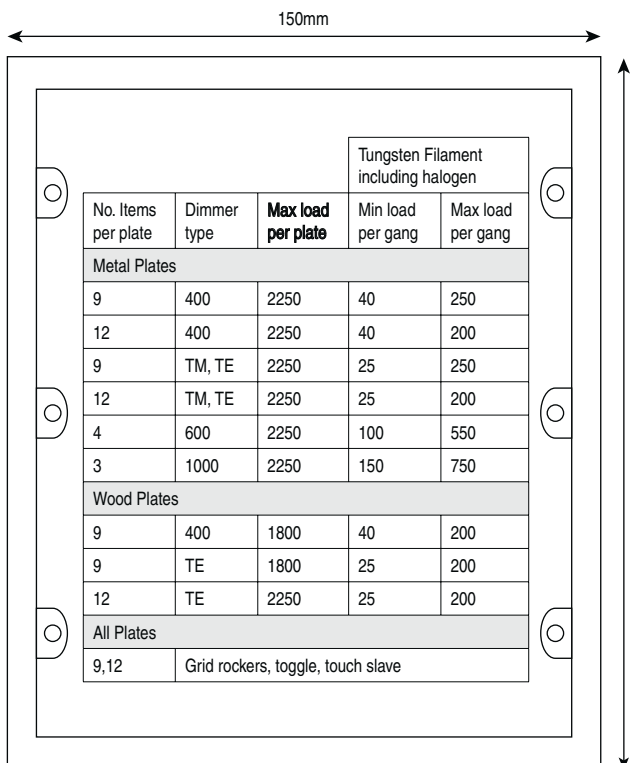 150mm
Tungsten Filament
including halogen
No. Items per plate Dimmer type Max load per plate Min load per gang Max load per gang
Metal Plates
9 400 2250 40 250
12 400 2250 40 200
9 TM, TE 2250 25 250
12 TM, TE 2250 25 200
4 600 2250 100 550
3 1000 2250 150 750
Wood Plates
9 400 1800 40 200
9 TE 1800 25 200
12 TE 2250 25 200
All Plates
9,12 Grid rockers, toggle, touch slave